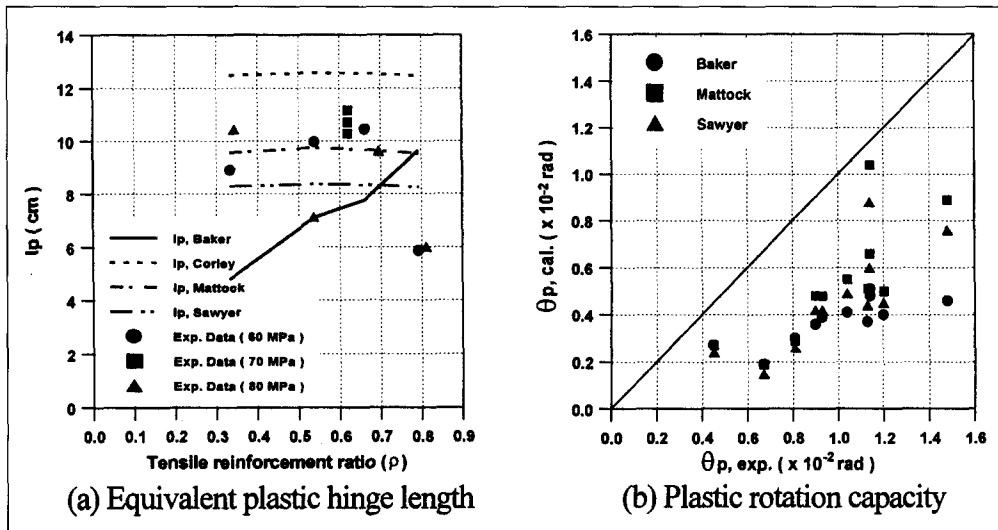 14
12
10
8
6
4
2
0
lp ( cm )
lp, Baker
lp, Corley
lp, Mattock
lp, Sawyer
Exp. Data ( 60 MPa )
Exp. Data ( 70 MPa )
Exp. Data ( 80 MPa )
0.0 0.1 0.2 0.3 0.4 0.5 0.6 0.7 0.8 0.9
Tensile reinforcement ratio (ρ)
(a) Equivalent plastic hinge length
1.6
1.4
1.2
1.0
0.8
0.6
0.4
0.2
0.0
θp, cal. ( x 10⁻² rad )
Baker
Mattock
Sawyer
0.0 0.2 0.4 0.6 0.8 1.0 1.2 1.4 1.6
θp, exp. ( x 10⁻² rad )
(b) Plastic rotation capacity